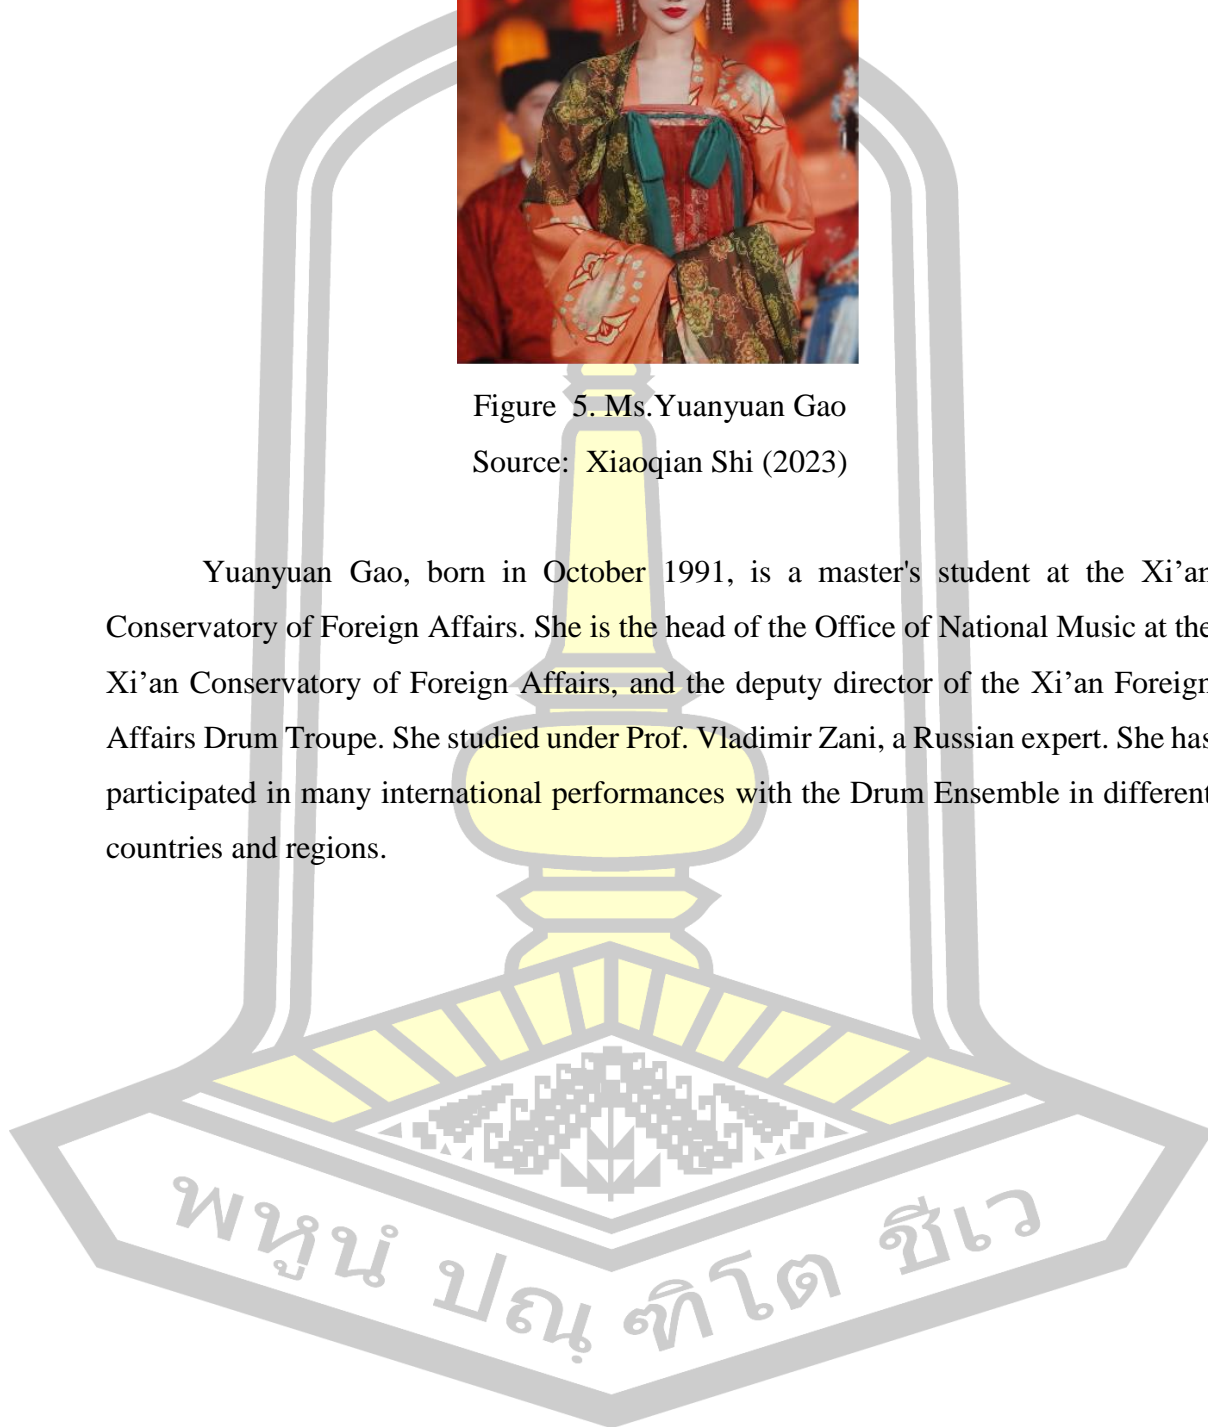 Figure 5. Ms.Yuanyuan Gao
Source: Xiaoqian Shi (2023)
Yuanyuan Gao, born in October 1991, is a master's student at the Xi’an
Conservatory of Foreign Affairs. She is the head of the Office of National Music at the
Xi’an Conservatory of Foreign Affairs, and the deputy director of the Xi’an Foreign
Affairs Drum Troupe. She studied under Prof. Vladimir Zani, a Russian expert. She has
participated in many international performances with the Drum Ensemble in different
countries and regions.
พหูนํ ปณฺ ฑิโต ชีเว